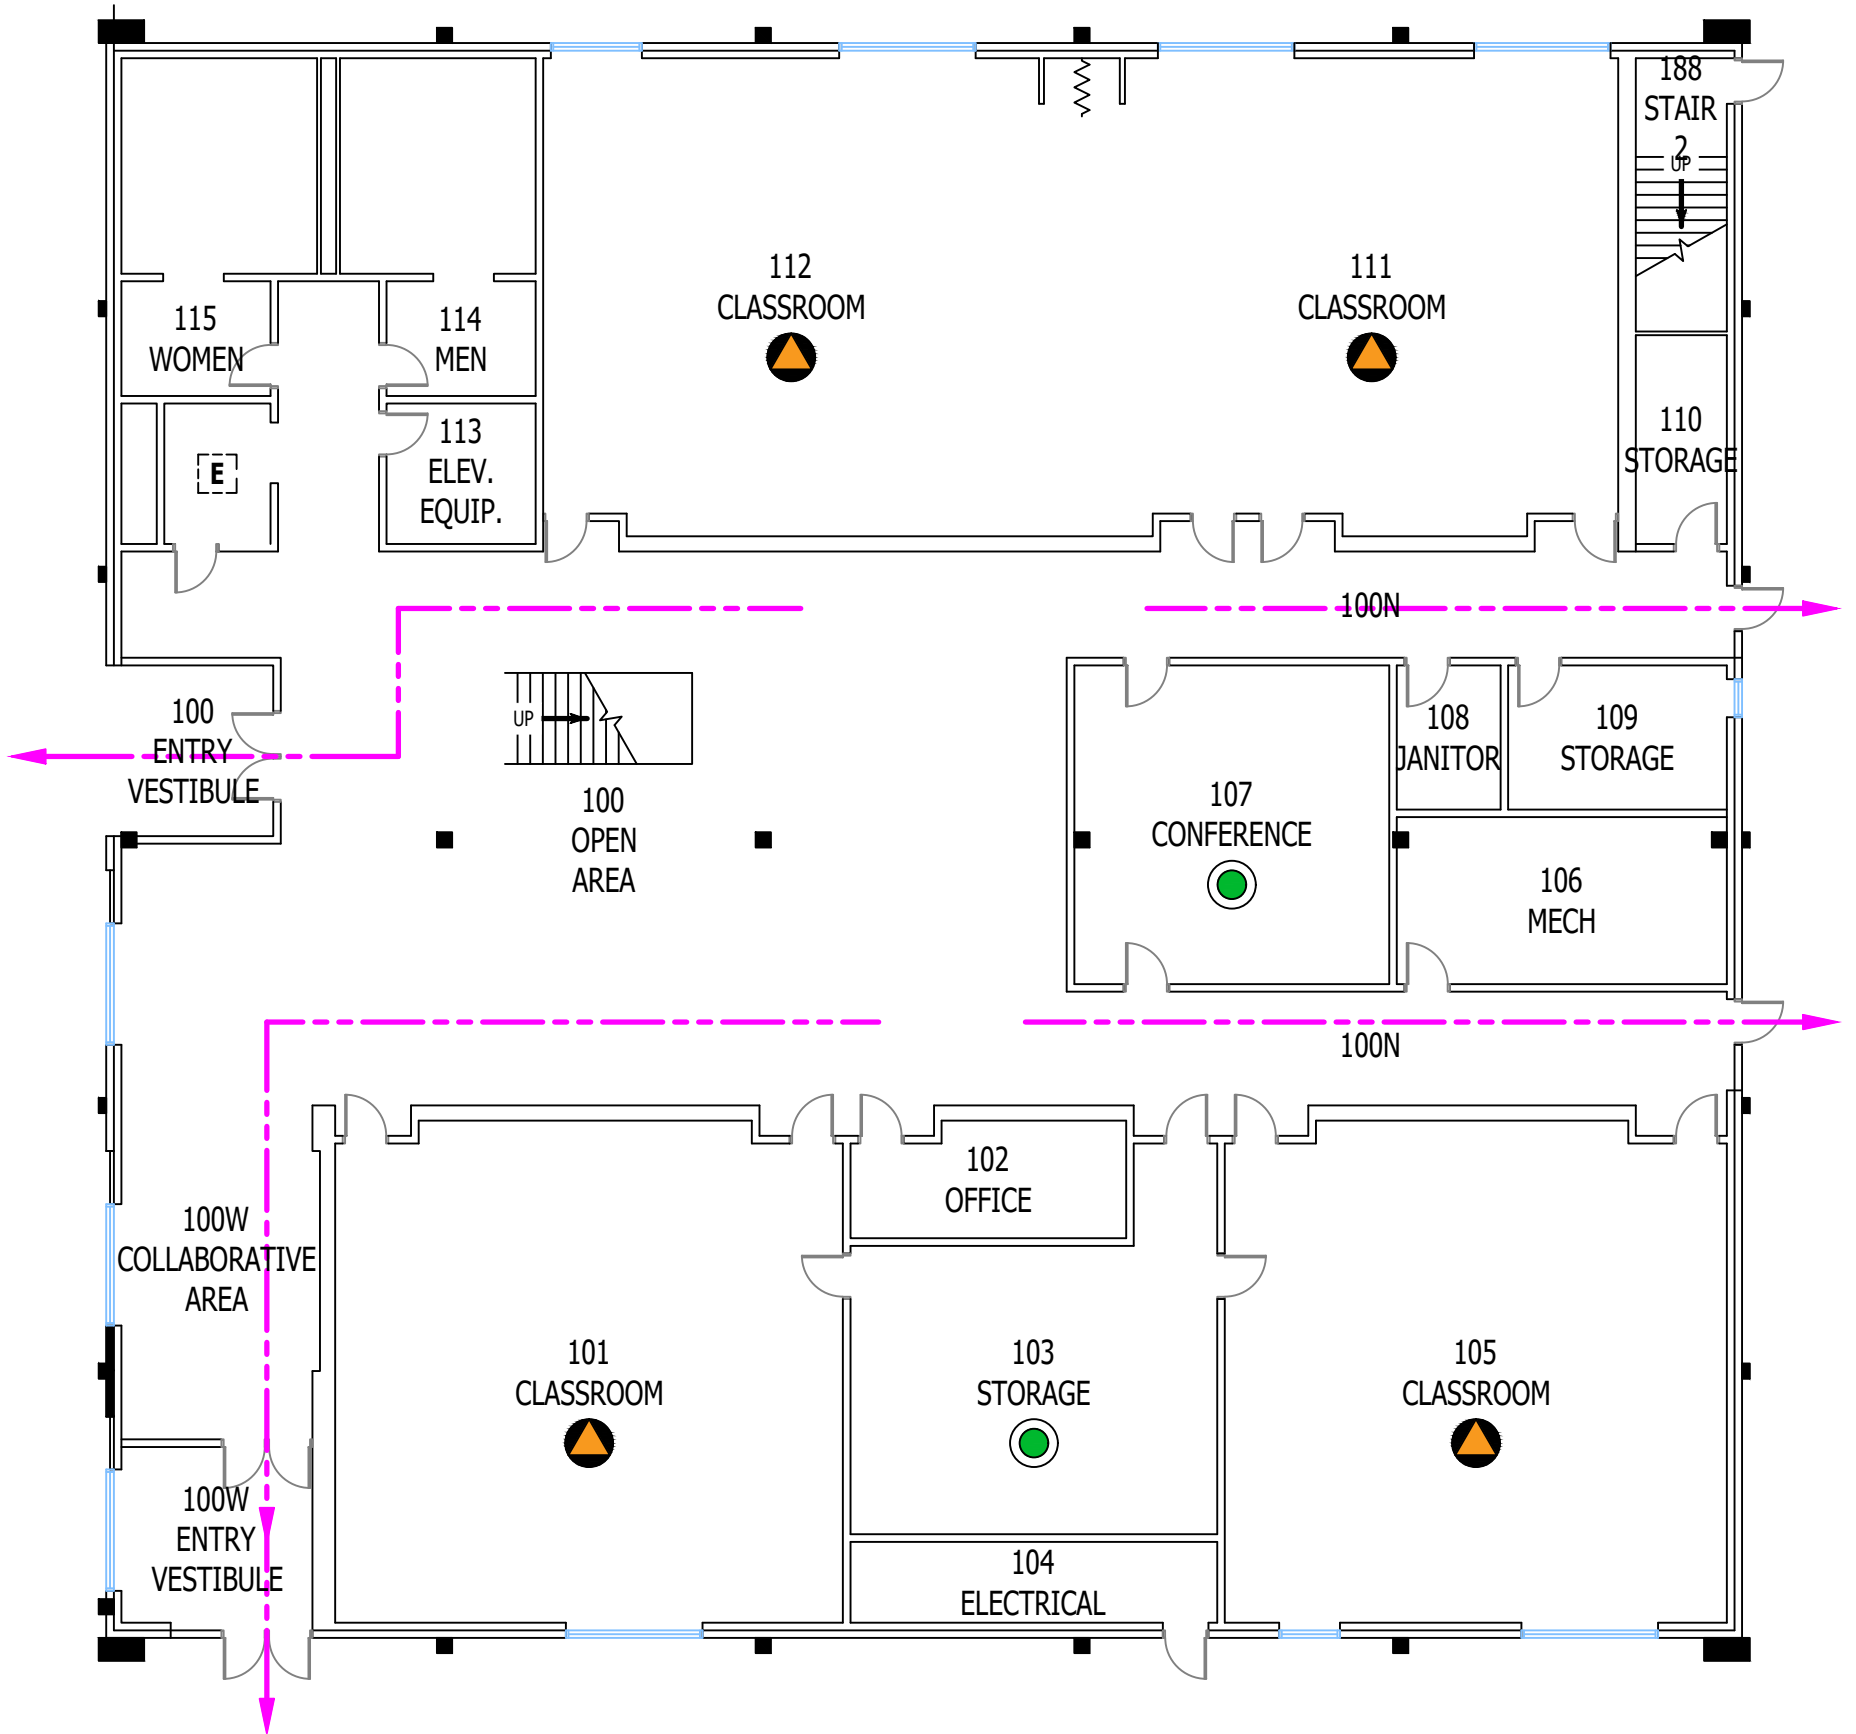 188
STAIR
2
UP
112
CLASSROOM
111
CLASSROOM
115
WOMEN
114
MEN
113
ELEV.
EQUIP.
E
110
STORAGE
100N
100
ENTRY
VESTIBULE
UP
100
OPEN
AREA
108
JANITOR
109
STORAGE
107
CONFERENCE
106
MECH
100N
102
OFFICE
100W
COLLABORATIVE
AREA
101
CLASSROOM
103
STORAGE
105
CLASSROOM
100W
ENTRY
VESTIBULE
104
ELECTRICAL